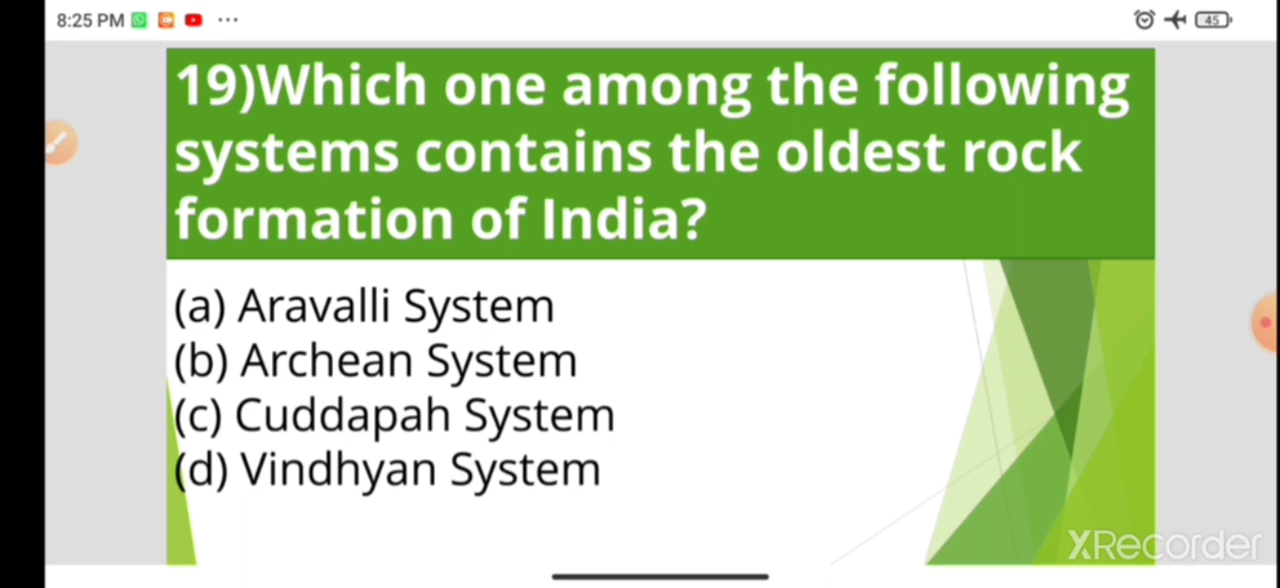 8:25 PM ...
45
19)Which one among the following
systems contains the oldest rock
formation of India?
(a) Aravalli System
(b) Archean System
(c) Cuddapah System
(d) Vindhyan System
XRecorder